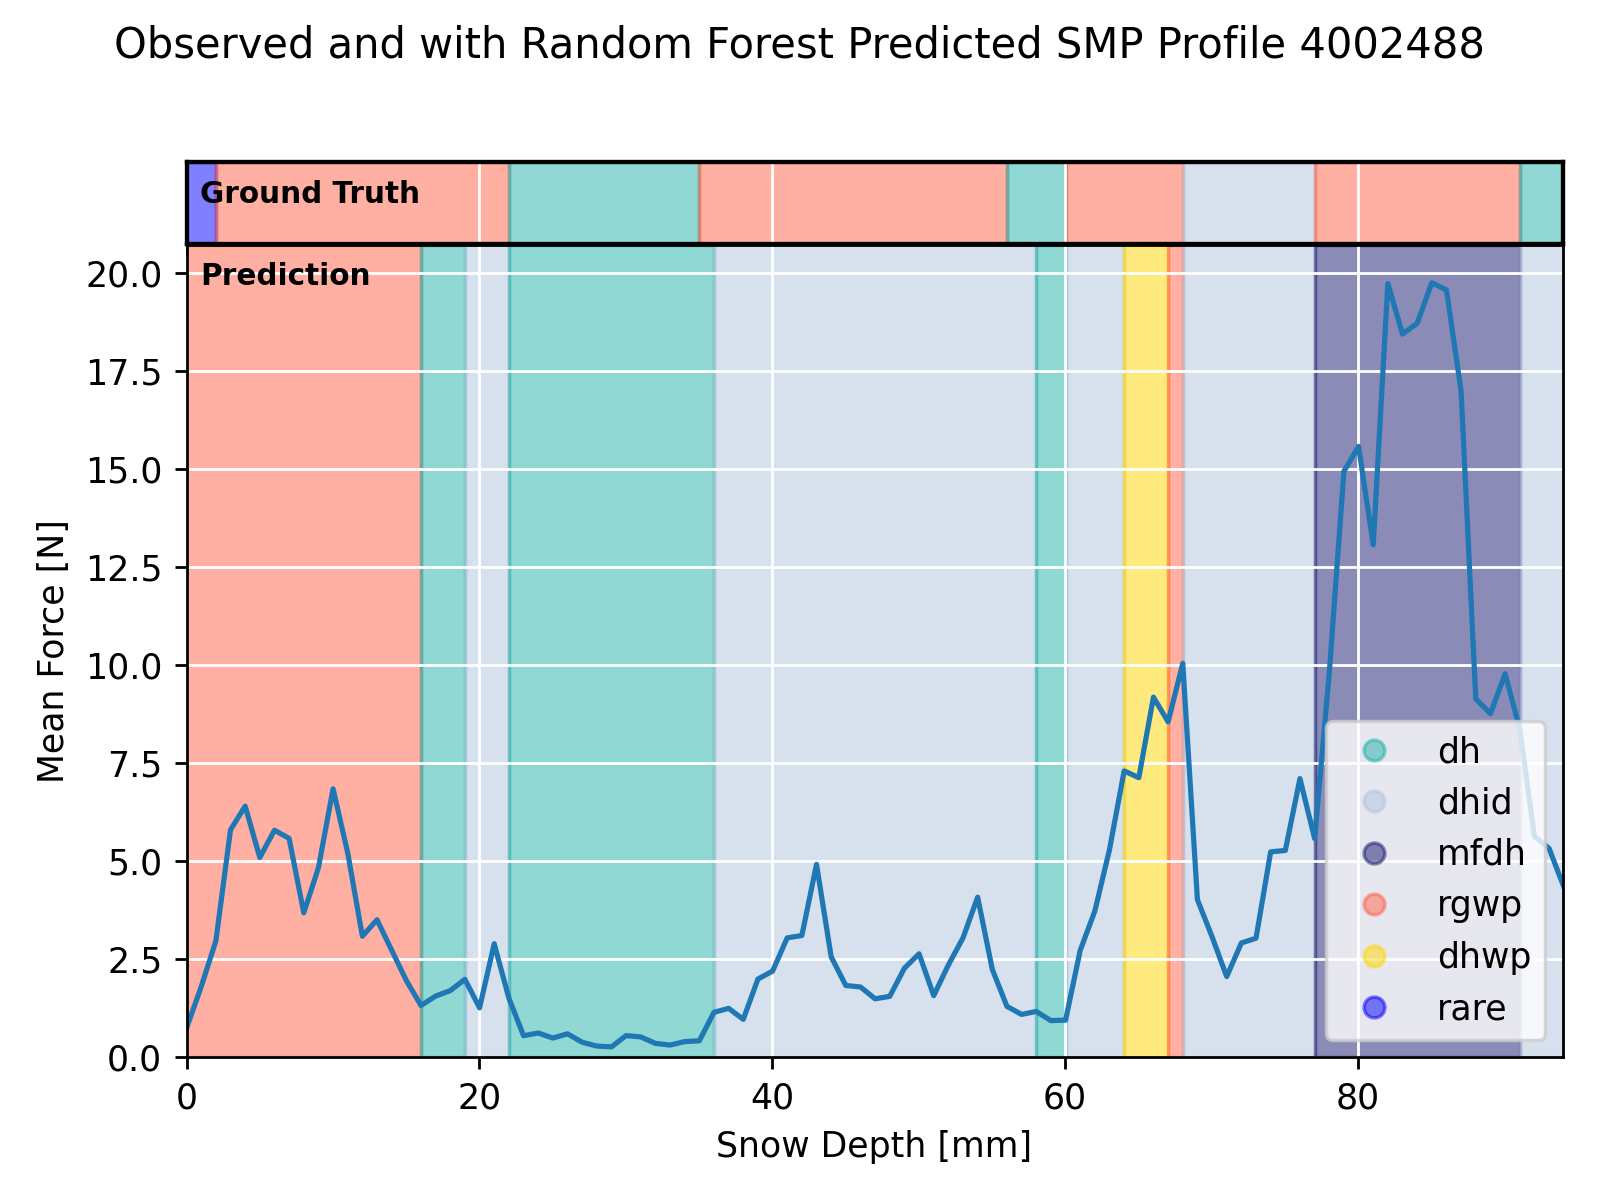 Observed and with Random Forest Predicted SMP Profile 4002488
Ground Truth
Prediction
20.0
17.5
15.0
12.5
10.0
7.5
5.0
2.5
0.0
Mean Force [N]
dh
dhid
mfdh
rgwp
dhwp
rare
0 20 40 60 80
Snow Depth [mm]